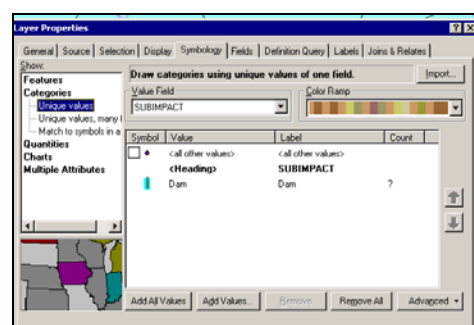 Layer Properties
General Source Selection Display Symbology Fields Definition Query Labels Joins & Relates
Show:
Features
Categories
Unique values
Unique values, many
Match to symbols in a
Quantities
Charts
Multiple Attributes
Draw categories using unique values of one field.
Import...
Value Field
Color Ramp
SUBIMPACT
Symbol Value Label Count
<all other values> <all other values>
<Heading> SUBIMPACT
Dam Dam ?
Add All Values Add Values... Remove Remove All Advanced